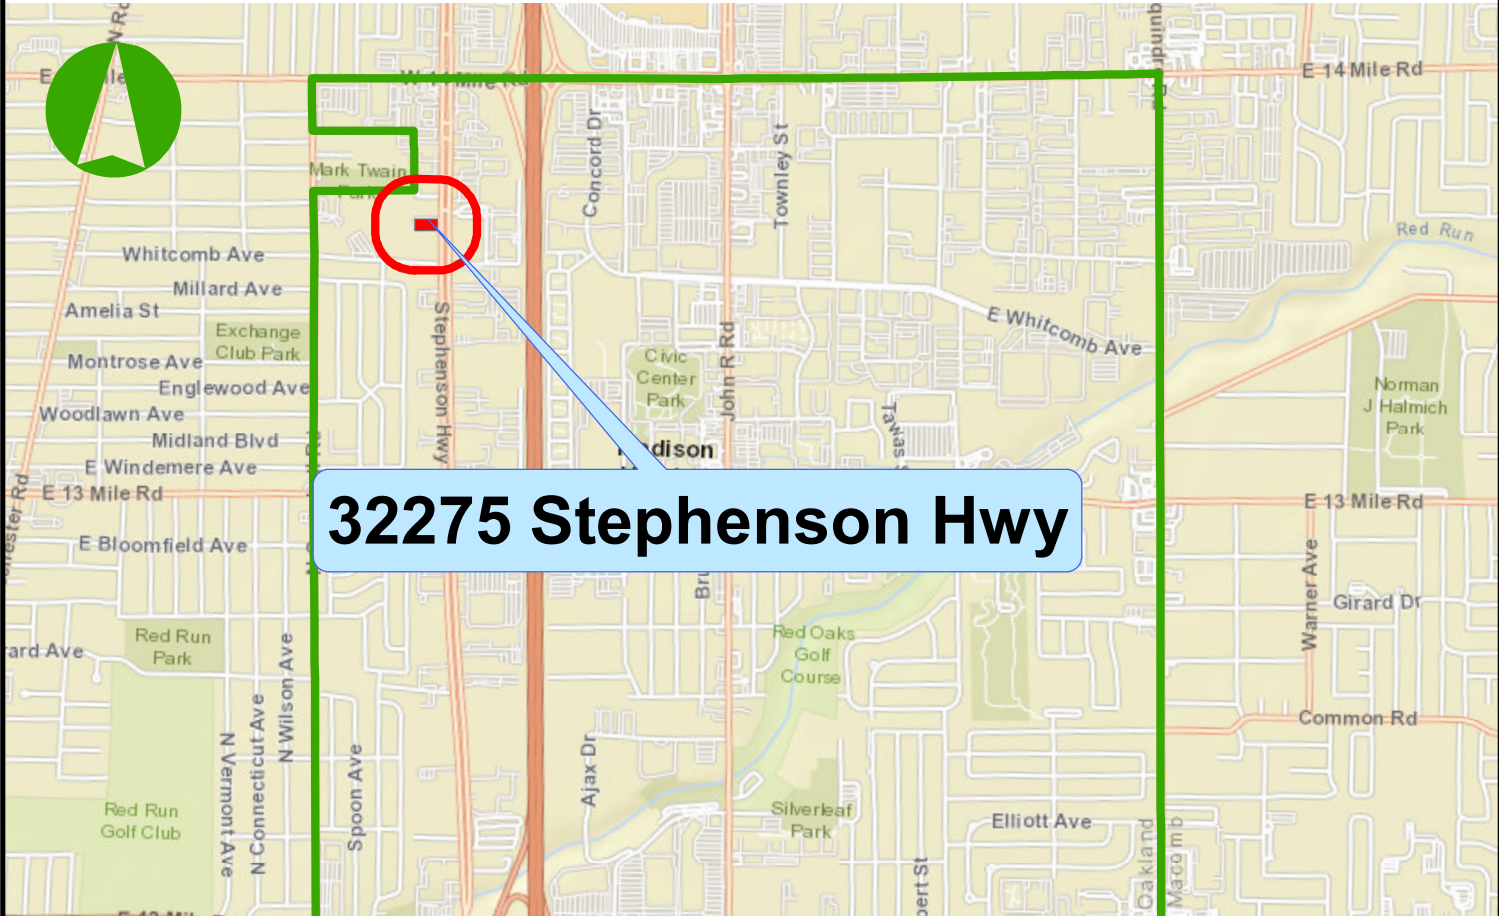 W 14 Mile Rd
E 14 Mile Rd
Concord Dr
Townley St
Mark Twain
Park
Red Run
Whitcomb Ave
Millard Ave
Amelia St
Exchange
Club Park
Montrose Ave
Englewood Ave
Woodlawn Ave
Midland Blvd
E Windemere Ave
E 13 Mile Rd
Stephenson Hwy
Civic
Center
Park
John R Rd
E Whitcomb Ave
Tawas
Norman
J Halmich
Park
E 13 Mile Rd
32275 Stephenson Hwy
E Bloomfield Ave
Warner Ave
Girard Dr
Red Run
Park
Red Oaks
Golf
Course
N Wilson Ave
N Connecticut Ave
N Vermont Ave
Spoon Ave
Ajax Dr
Common Rd
Red Run
Golf Club
Silverleaf
Park
Elliott Ave
Oakland
Macomb